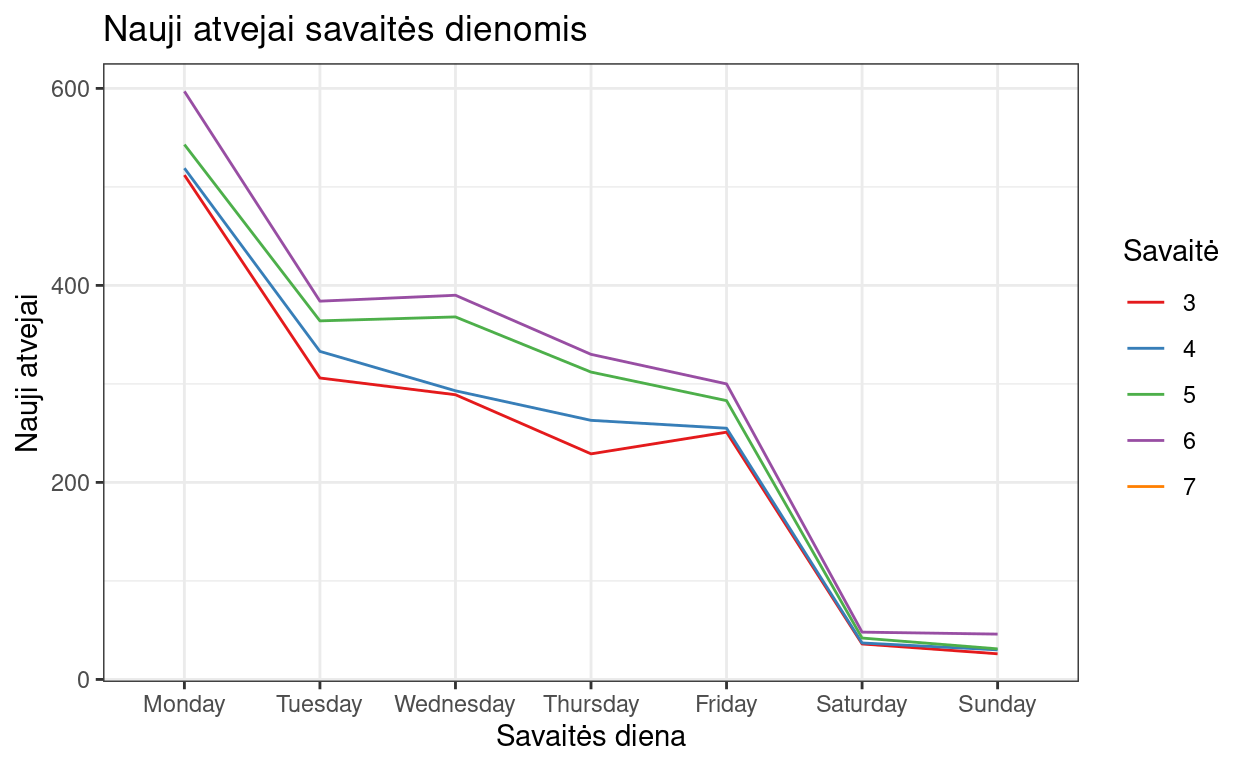 Nauji atvejai savaitės dienomis
600
400
200
0
Nauji atvejai
Monday Tuesday Wednesday Thursday Friday Saturday Sunday
Savaitės diena
Savaitė
3
4
5
6
7